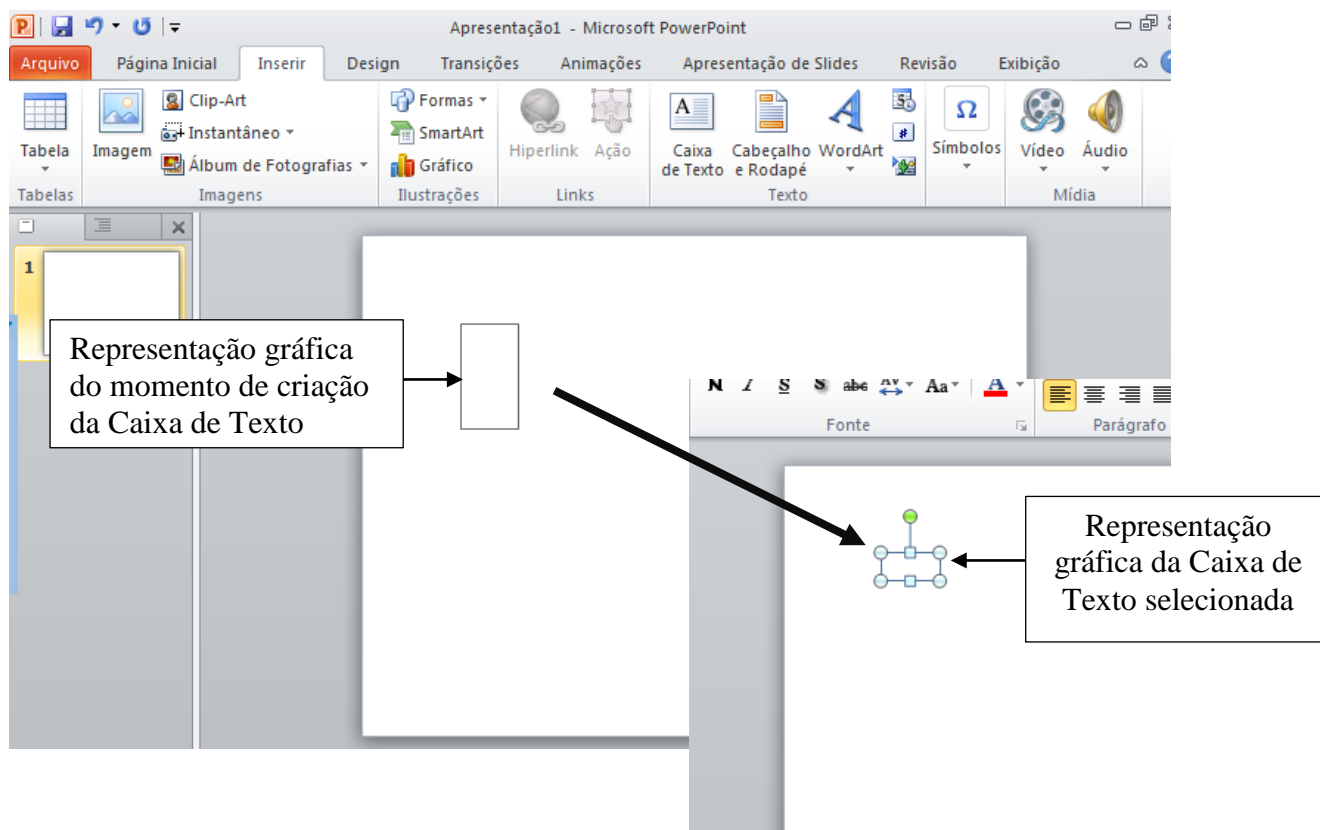 Apresentação1 - Microsoft PowerPoint
Arquivo Página Inicial Inserir Design Transições Animações Apresentação de Slides Revisão Exibição
Clip-Art
Instantâneo
Álbum de Fotografias
Tabela
Imagem
Formas
SmartArt
Gráfico
Hiperlink
Ação
Caixa
de Texto
Cabeçalho
e Rodapé
WordArt
Símbolos
Vídeo
Áudio
Tabelas Imagens Ilustrações Links Texto Mídia
1
Representação gráfica
do momento de criação
da Caixa de Texto
N I S S abc AV Aa A
Fonte Parágrafo
Representação
gráfica da Caixa de
Texto selecionada